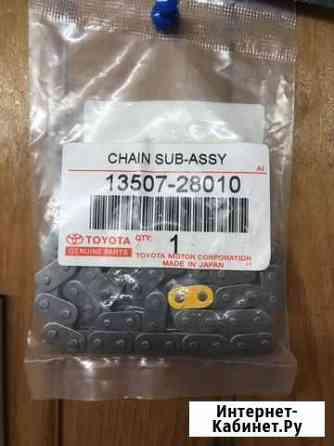 CHAIN SUB-ASSY
AI
13507-28010
TOYOTA
GENUINE PARTS
QTY.
1
TOYOTA MOTOR CORPORATION
MADE IN JAPAN
Интернет-
Кабинет.Ру